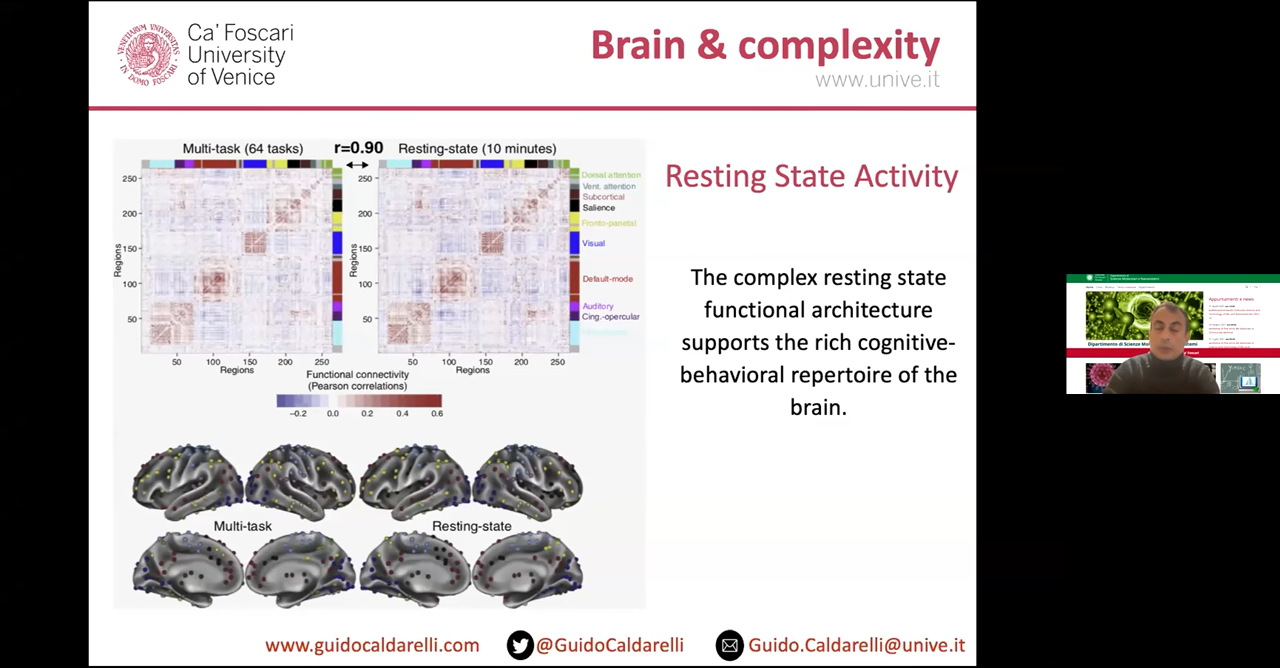 Ca' Foscari
University
of Venice
Brain & complexity
www.unive.it
Multi-task (64 tasks)
r=0.90
Resting-state (10 minutes)
Resting State Activity
250
200
150
100
50
Regions
50
100
150
200
250
Regions
250
200
150
100
50
Regions
50
100
150
200
250
Regions
Dorsal attention
Vent. attention
Subcortical
Salience
Fronto-parietal
Visual
Default-mode
Auditory
Cing.-opercular
Functional connectivity
(Pearson correlations)
−0.2
0.0
0.2
0.4
0.6
The complex resting state
functional architecture
supports the rich cognitive-
behavioral repertoire of the
brain.
Multi-task
Resting-state
Appuntamenti e news
www.guidocaldarelli.com
@GuidoCaldarelli
Guido.Caldarelli@unive.it